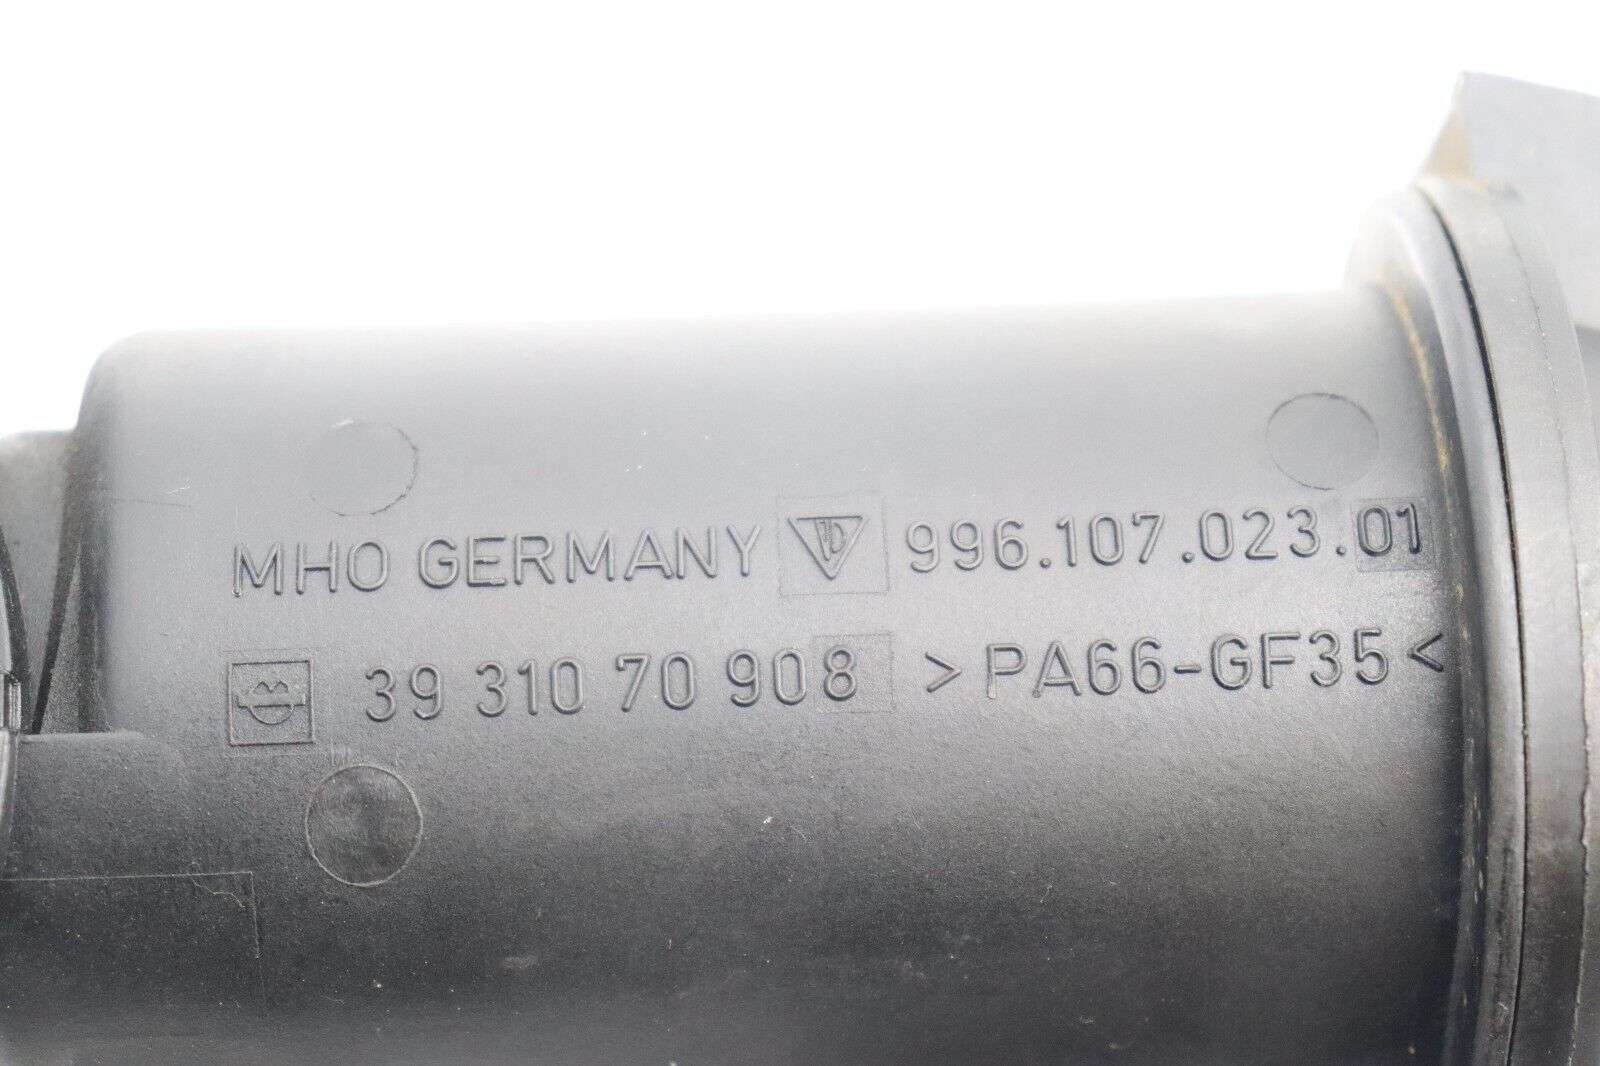 MHO GERMANY 996.107.023.01
39 310 70 908 >PA66-GF35<